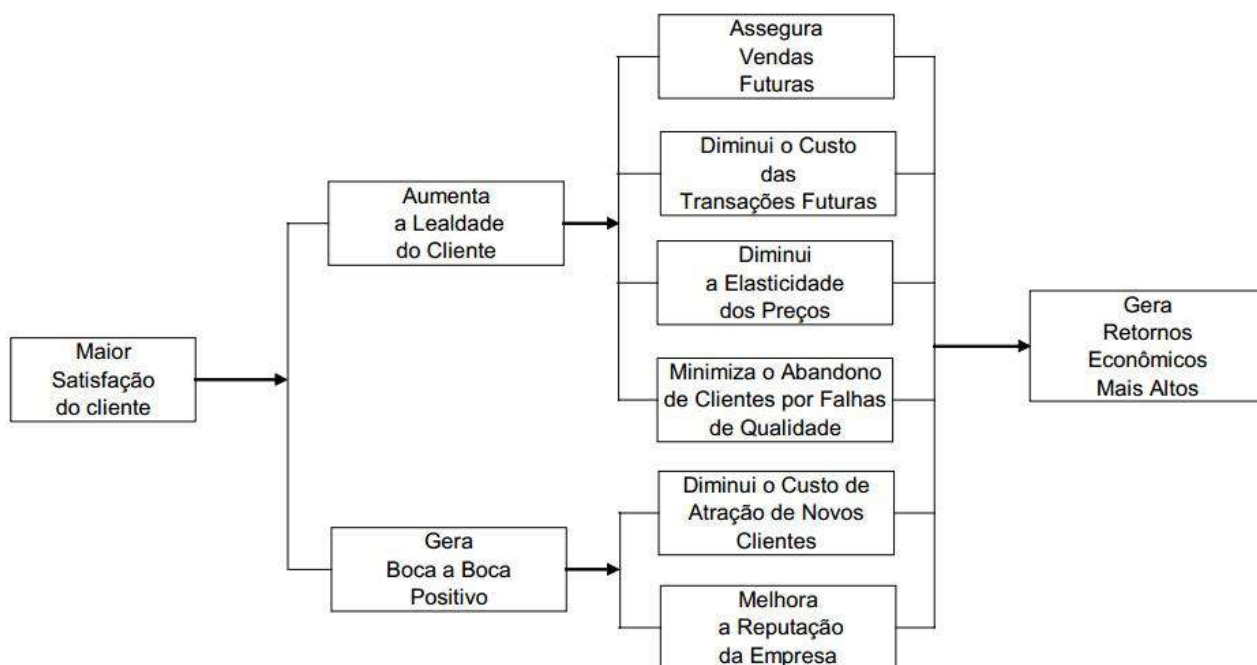 Maior
Satisfação
do cliente
Aumenta
a Lealdade
do Cliente
Gera
Boca a Boca
Positivo
Assegura
Vendas
Futuras
Diminui o Custo
das
Transações Futuras
Diminui
a Elasticidade
dos Preços
Minimiza o Abandono
de Clientes por Falhas
de Qualidade
Diminui o Custo de
Atração de Novos
Clientes
Melhora
a Reputação
da Empresa
Gera
Retornos
Econômicos
Mais Altos